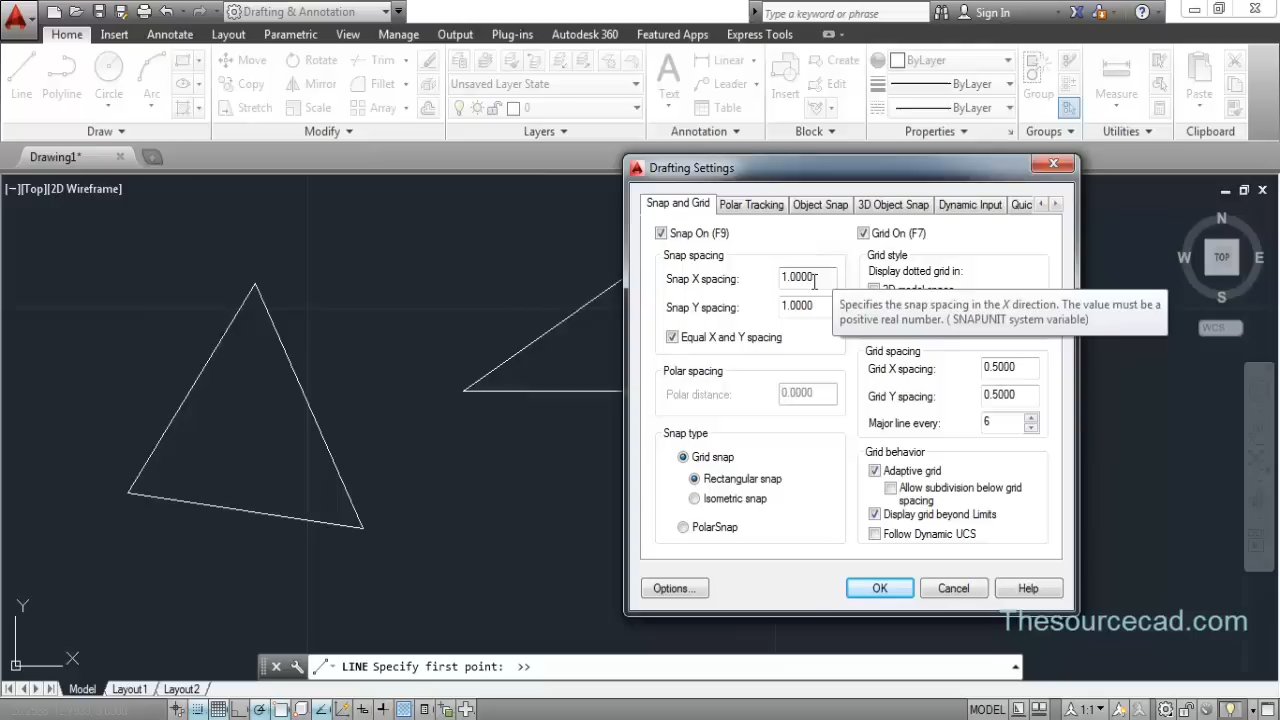 Drafting & Annotation
Type a keyword or phrase
Sign In
Home Insert Annotate Layout Parametric View Manage Output Plug-ins Autodesk 360 Featured Apps Express Tools
Line Polyline Circle Arc
Move Rotate Trim
Copy Mirror Fillet
Stretch Scale Array
Unsaved Layer State
0
Text
Linear
Leader
Table
Insert
Create
Edit
ByLayer
ByLayer
ByLayer
Group
Measure
Paste
Draw Modify Layers Annotation Block Properties Groups Utilities Clipboard
Drawing1*
[−][Top][2D Wireframe]
Drafting Settings
Snap and Grid Polar Tracking Object Snap 3D Object Snap Dynamic Input Quic
Snap On (F9)
Grid On (F7)
Snap spacing
Snap X spacing: 1.0000
Snap Y spacing: 1.0000
Equal X and Y spacing
Grid style
Display dotted grid in:
2D model space
Specifies the snap spacing in the X direction. The value must be a
positive real number. ( SNAPUNIT system variable)
Polar spacing
Polar distance: 0.0000
Grid spacing
Grid X spacing: 0.5000
Grid Y spacing: 0.5000
Major line every: 6
Snap type
Grid snap
Rectangular snap
Isometric snap
PolarSnap
Grid behavior
Adaptive grid
Allow subdivision below grid
spacing
Display grid beyond Limits
Follow Dynamic UCS
Options... OK Cancel Help
N
W TOP E
S
WCS
Thesourcecad.com
Y
X
LINE Specify first point: >>
Model Layout1 Layout2
MODEL
1:1